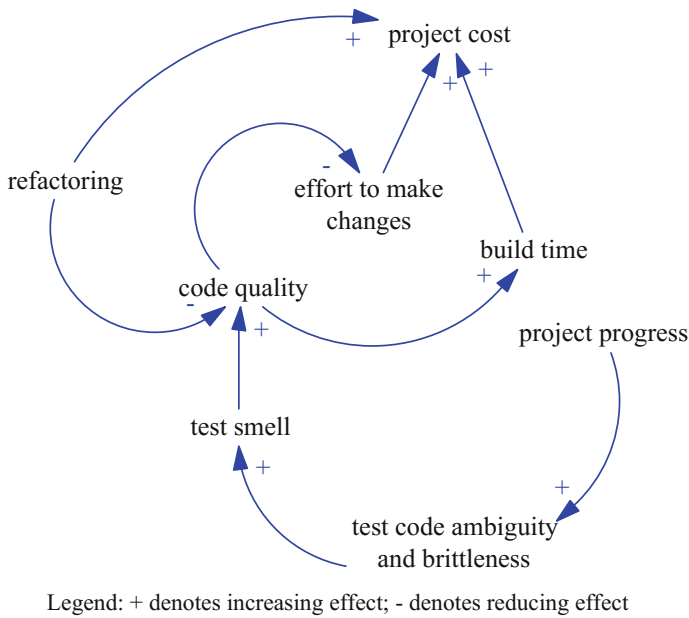 project cost
+
+
+
refactoring
-
effort to make
changes
build time
code quality
+
-
+
project progress
test smell
+
+
test code ambiguity
and brittleness
Legend: + denotes increasing effect; - denotes reducing effect